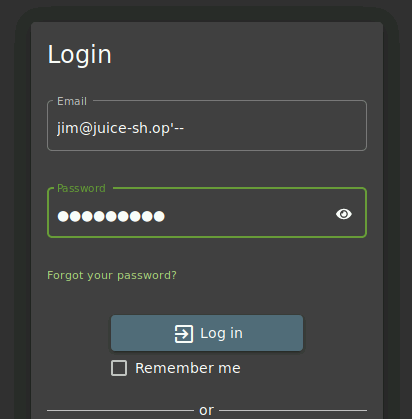 Login
Email
jim@juice-sh.op'--
Password
●●●●●●●●●
Forgot your password?
Log in
Remember me
or